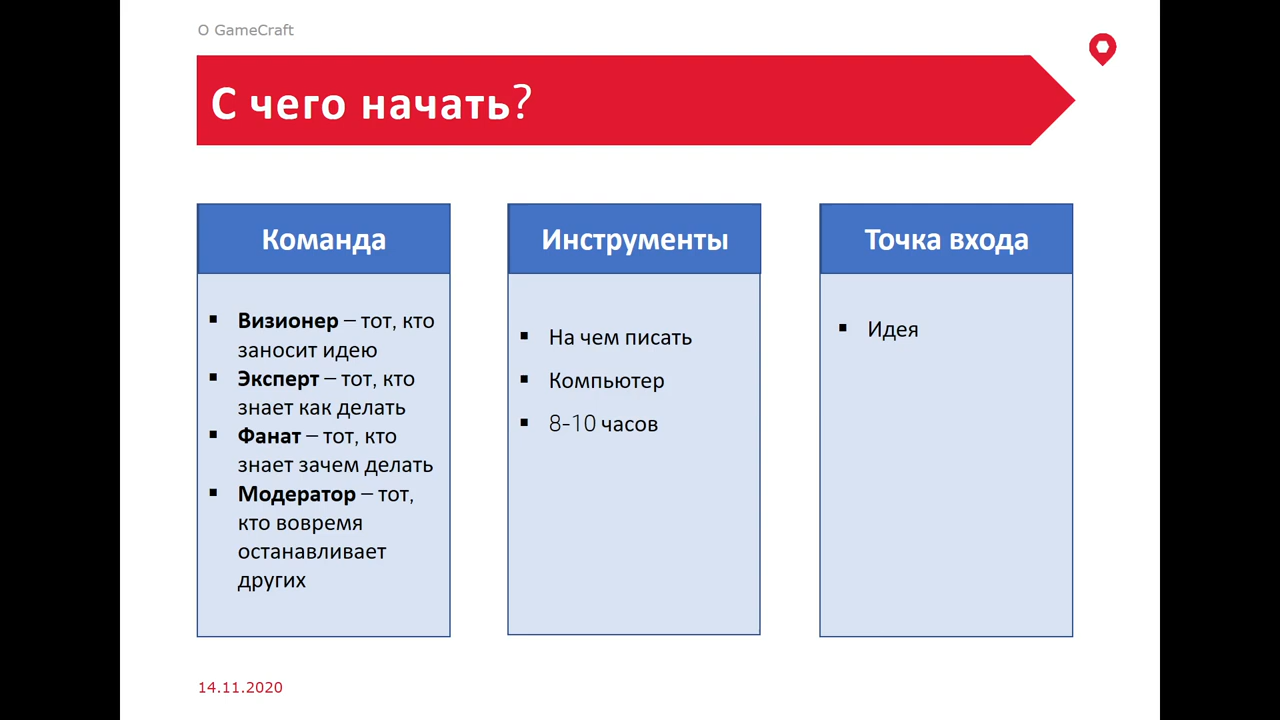 О GameCraft
С чего начать?
Команда
▪ Визионер – тот, кто
заносит идею
▪ Эксперт – тот, кто
знает как делать
▪ Фанат – тот, кто
знает зачем делать
▪ Модератор – тот,
кто вовремя
останавливает
других
Инструменты
▪ На чем писать
▪ Компьютер
▪ 8-10 часов
Точка входа
▪ Идея
14.11.2020